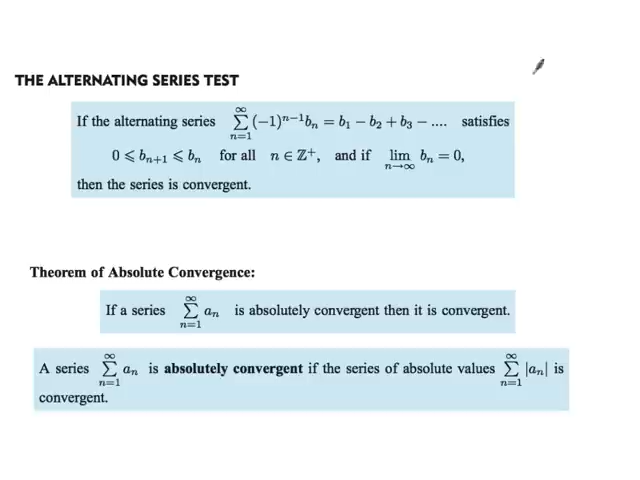 THE ALTERNATING SERIES TEST
If the alternating series ∑_{n=1}^{∞} (−1)^{n−1} b_n = b_1 − b_2 + b_3 − .... satisfies
0 ⩽ b_{n+1} ⩽ b_n for all n ∈ ℤ⁺, and if lim_{n→∞} b_n = 0,
then the series is convergent.
Theorem of Absolute Convergence:
If a series ∑_{n=1}^{∞} a_n is absolutely convergent then it is convergent.
A series ∑_{n=1}^{∞} a_n is absolutely convergent if the series of absolute values ∑_{n=1}^{∞} |a_n| is
convergent.